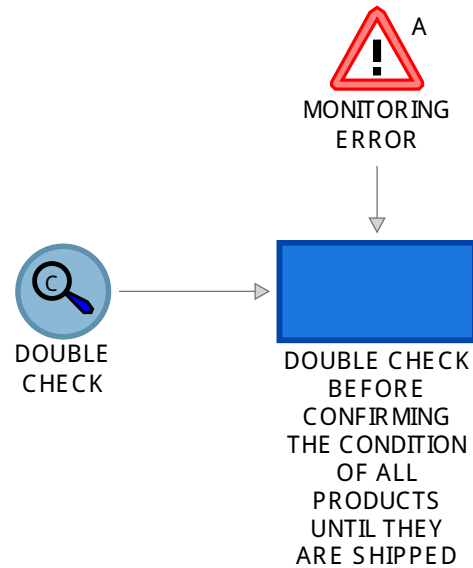 A
MONITORING
ERROR
C
DOUBLE
CHECK
DOUBLE CHECK
BEFORE
CONFIRMING
THE CONDITION
OF ALL
PRODUCTS
UNTIL THEY
ARE SHIPPED